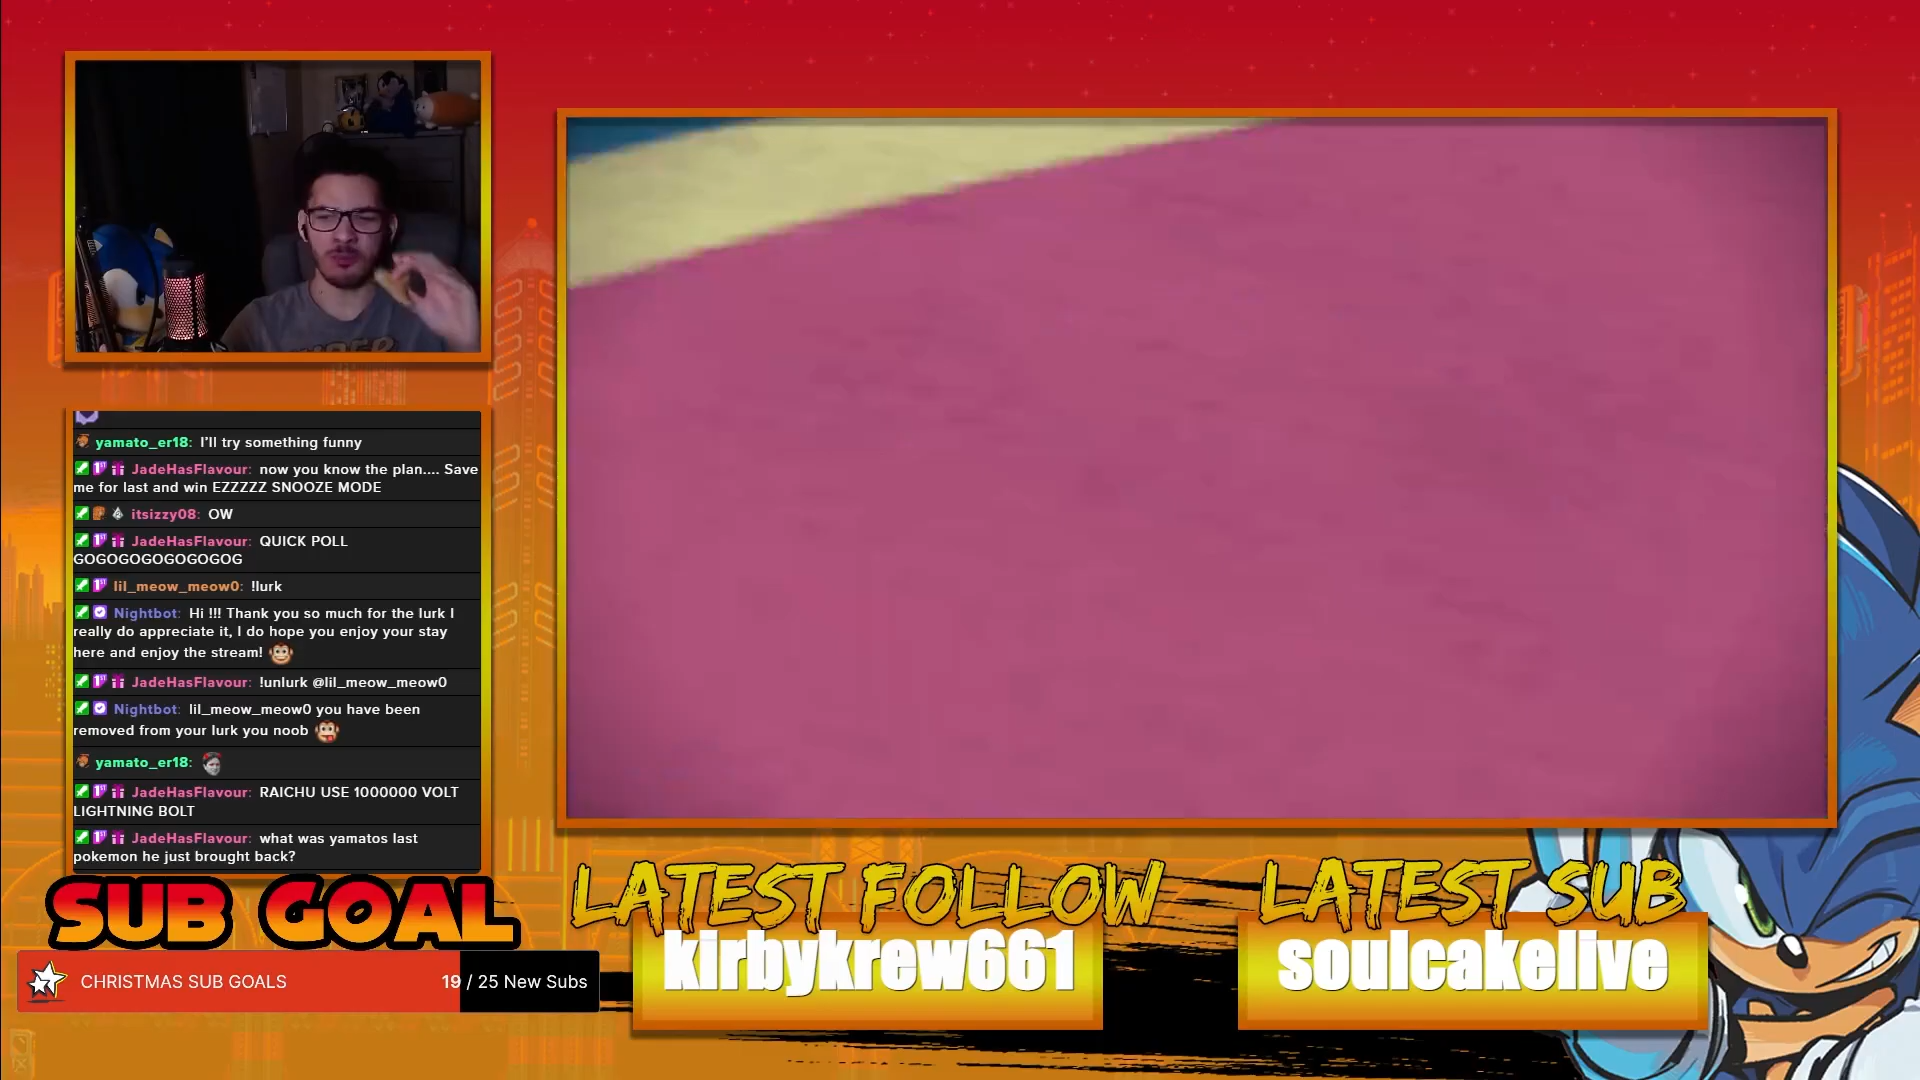 yamato_er18: I'll try something funny
JadeHasFlavour: now you know the plan.... Save
me for last and win EZZZZZ SNOOZE MODE
itsizzy08: OW
JadeHasFlavour: QUICK POLL
GOGOGOGOGOGOGOG
lil_meow_meow0: !lurk
Nightbot: Hi !!! Thank you so much for the lurk I
really do appreciate it, I do hope you enjoy your stay
here and enjoy the stream!
JadeHasFlavour: !unlurk @lil_meow_meow0
Nightbot: lil_meow_meow0 you have been
removed from your lurk you noob
yamato_er18:
JadeHasFlavour: RAICHU USE 1000000 VOLT
LIGHTNING BOLT
JadeHasFlavour: what was yamatos last
pokemon he just brought back?
SUB GOAL
CHRISTMAS SUB GOALS 19 / 25 New Subs
LATEST FOLLOW
kirbykrew661
LATEST SUB
soulcakelive